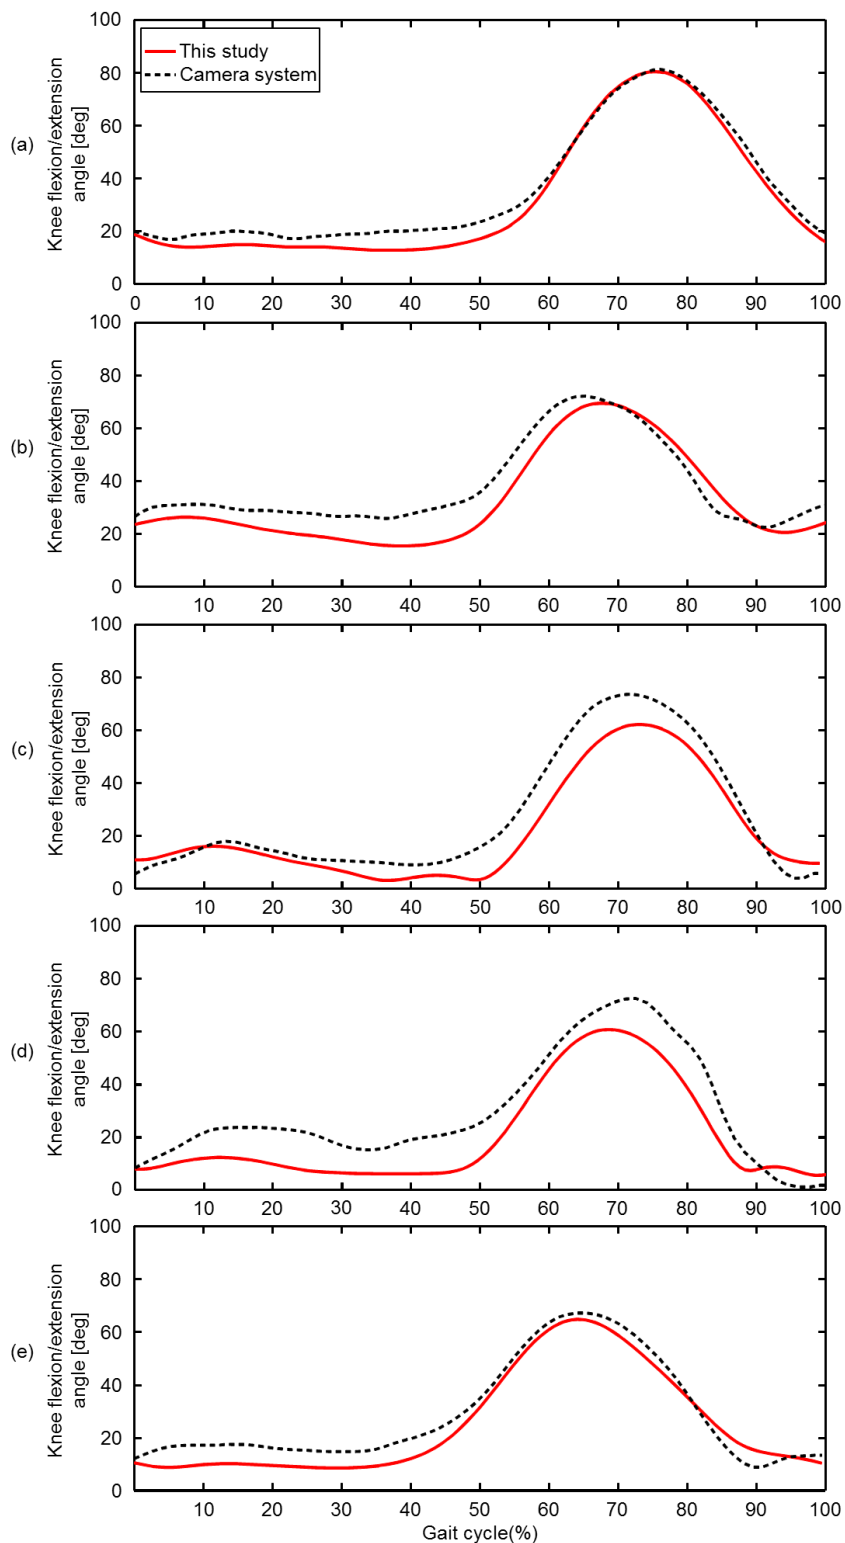 100
This study
Camera system
80
60
40
20
0
(a)
Knee flexion/extension
angle [deg]
0 10 20 30 40 50 60 70 80 90 100
100
80
60
40
20
0
(b)
Knee flexion/extension
angle [deg]
10 20 30 40 50 60 70 80 90 100
100
80
60
40
20
0
(c)
Knee flexion/extension
angle [deg]
10 20 30 40 50 60 70 80 90 100
100
80
60
40
20
0
(d)
Knee flexion/extension
angle [deg]
10 20 30 40 50 60 70 80 90 100
100
80
60
40
20
0
(e)
Knee flexion/extension
angle [deg]
10 20 30 40 50 60 70 80 90 100
Gait cycle(%)